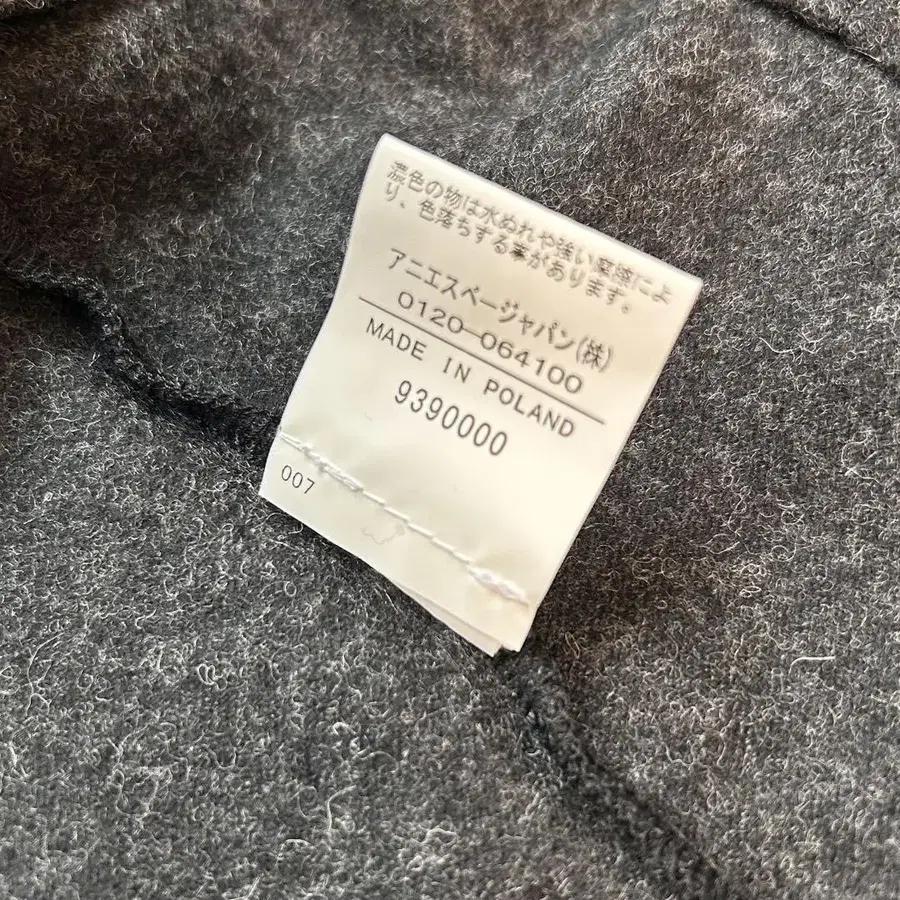 濃色の物は水ぬれや強い摩擦によ
り、色落ちする事があります。
アニエスベージャパン(株)
0120-064100
MADE IN POLAND
9390000
007